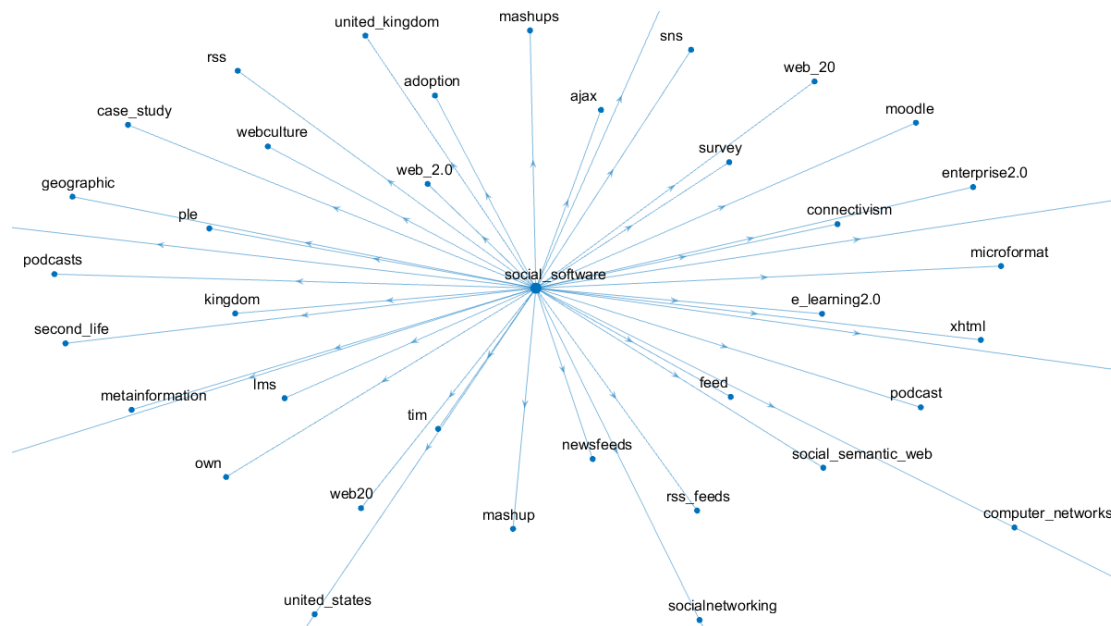 mashups
united_kingdom
sns
rss
web_20
adoption
ajax
case_study
moodle
webculture
survey
web_2.0
enterprise2.0
geographic
connectivism
ple
microformat
podcasts
social_software
kingdom
e_learning2.0
second_life
xhtml
metainformation
lms
feed
podcast
tim
newsfeeds
social_semantic_web
own
web20
rss_feeds
mashup
computer_networks
united_states
socialnetworking